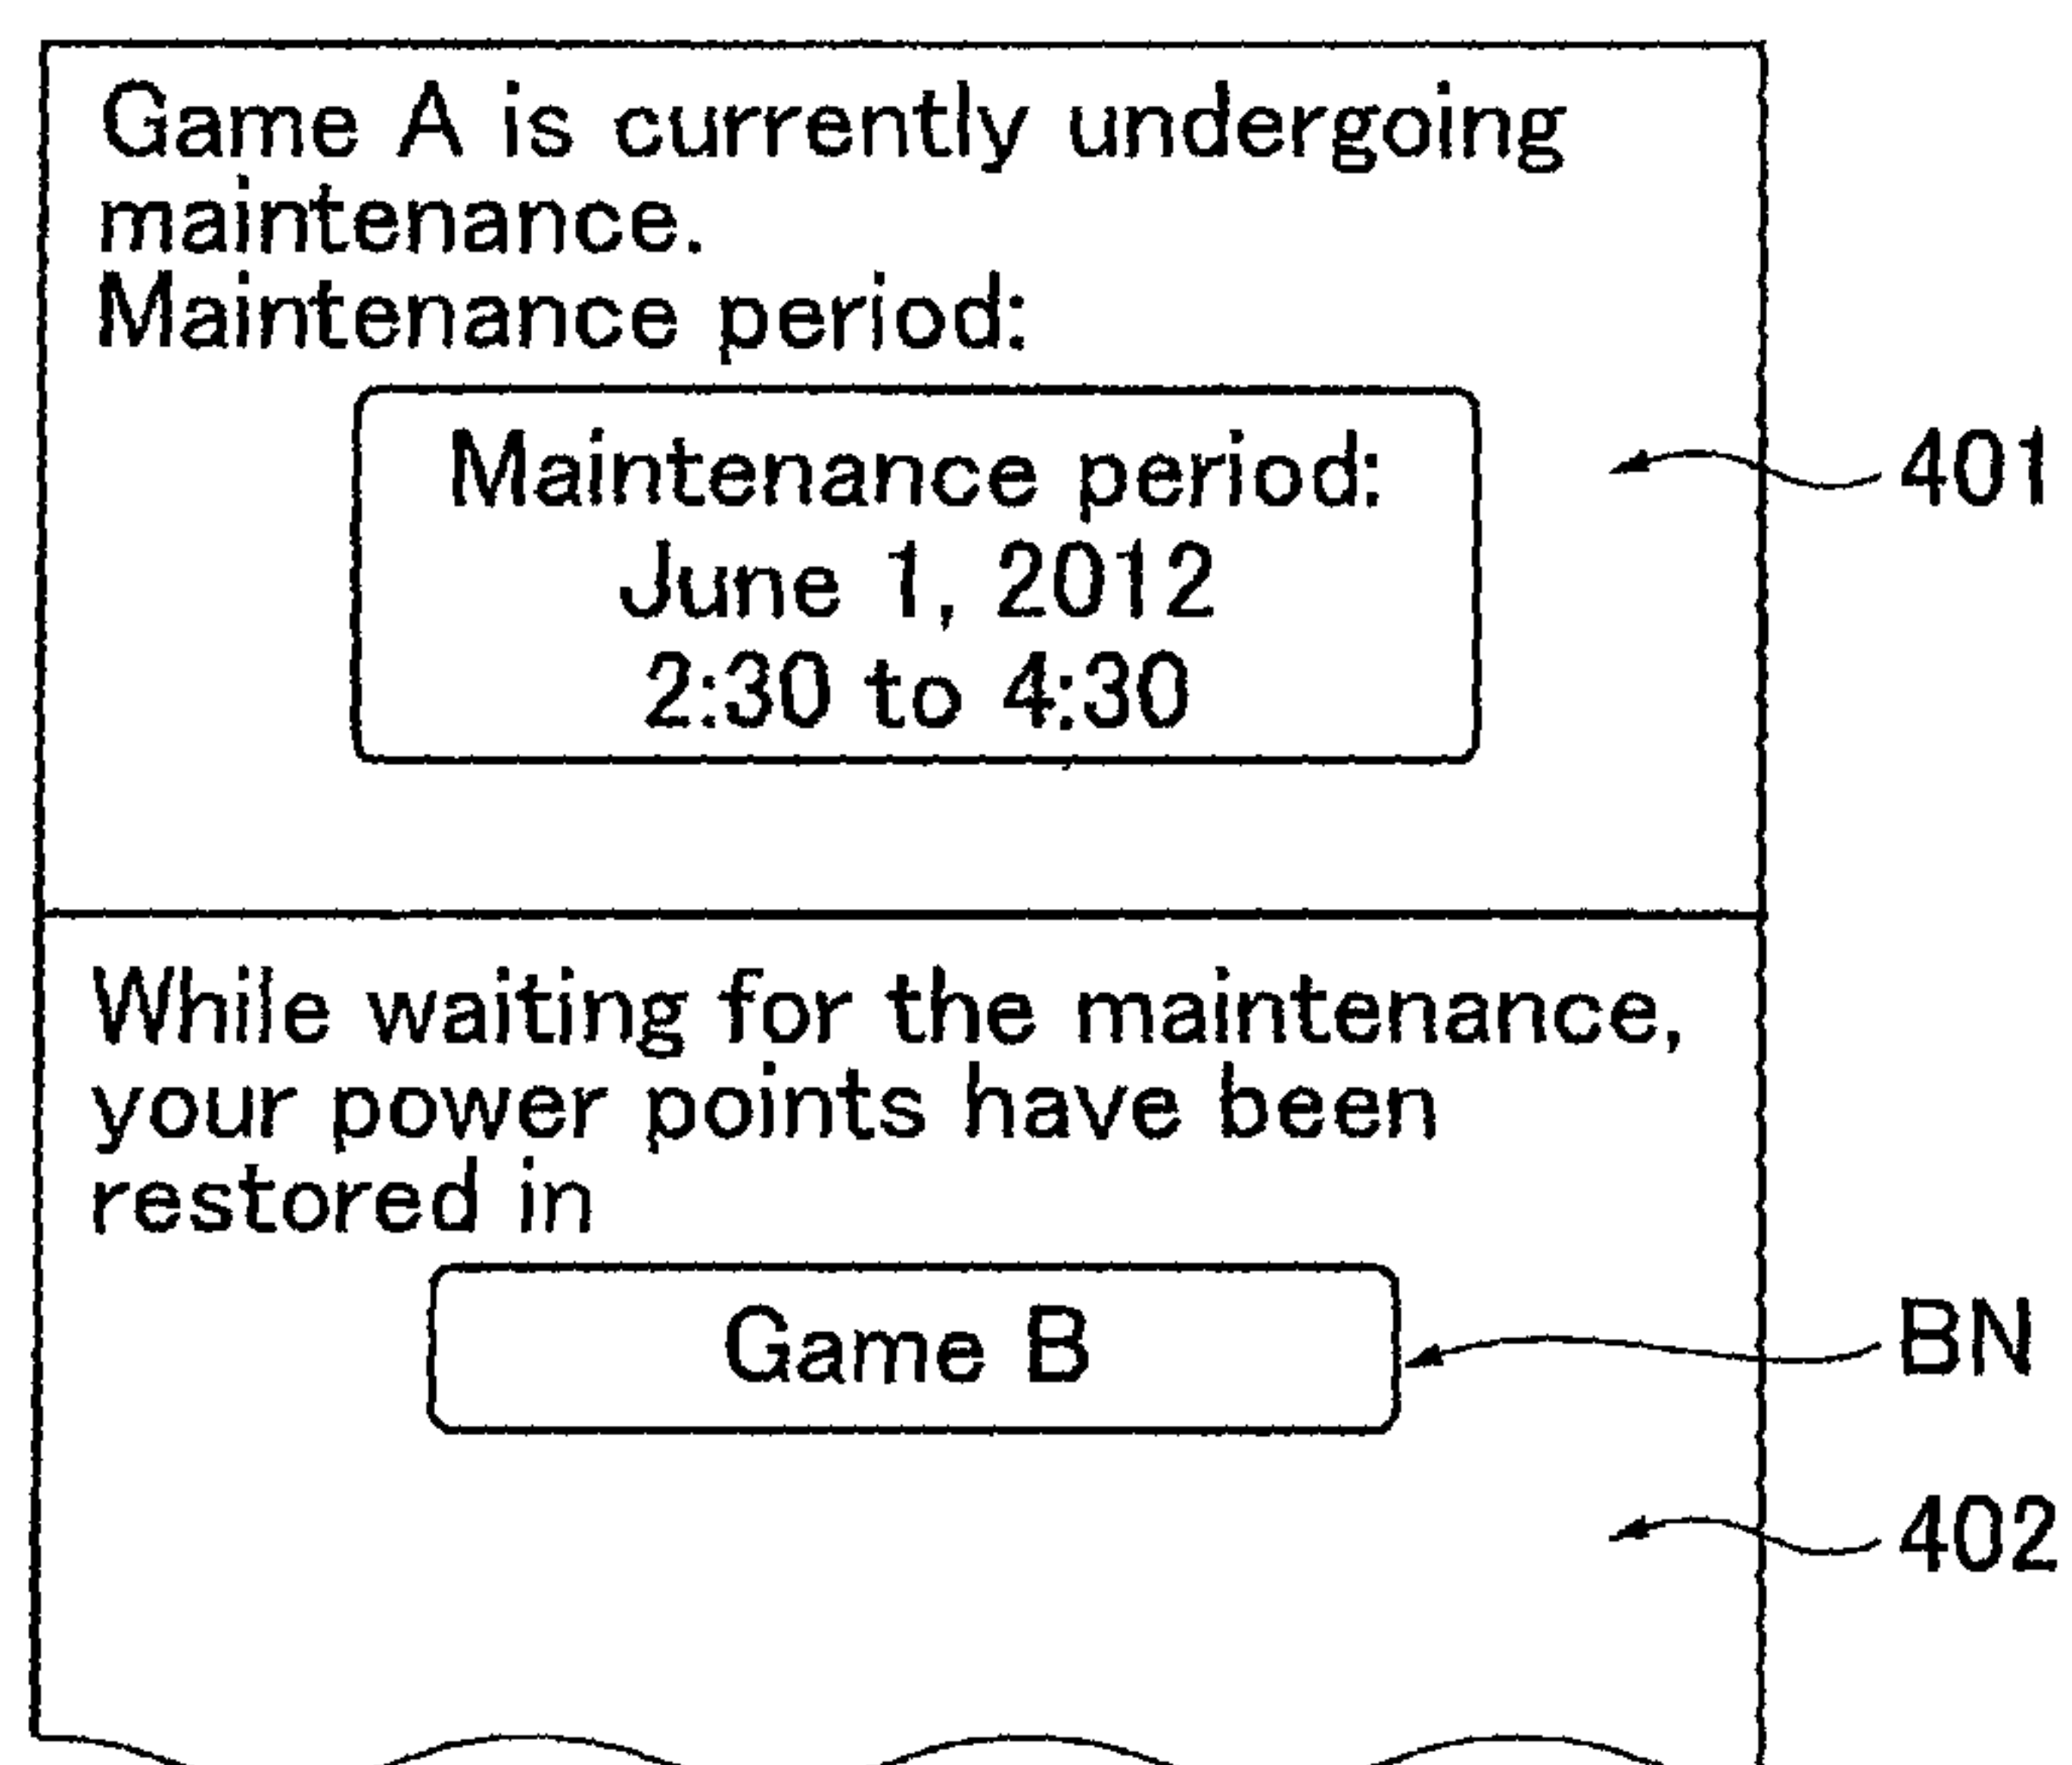 Game A is currently undergoing
maintenance.
Maintenance period:
Maintenance period:
June 1, 2012
2:30 to 4:30
401
While waiting for the maintenance,
your power points have been
restored in
Game B
BN
402